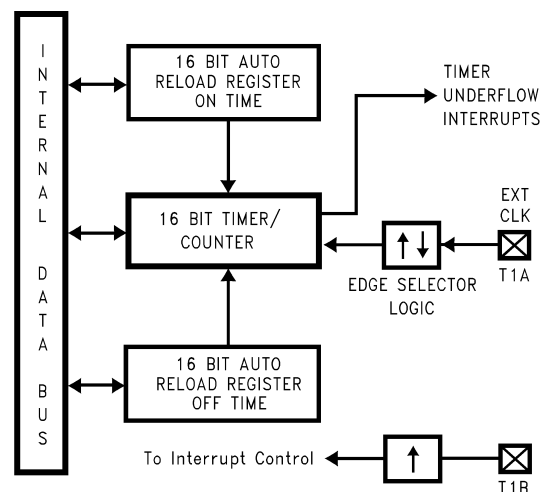 INTERNAL DATA BUS
16 BIT AUTO
RELOAD REGISTER
ON TIME
TIMER
UNDERFLOW
INTERRUPTS
16 BIT TIMER/
COUNTER
EXT
CLK
T1A
EDGE SELECTOR
LOGIC
16 BIT AUTO
RELOAD REGISTER
OFF TIME
To Interrupt Control
T1B